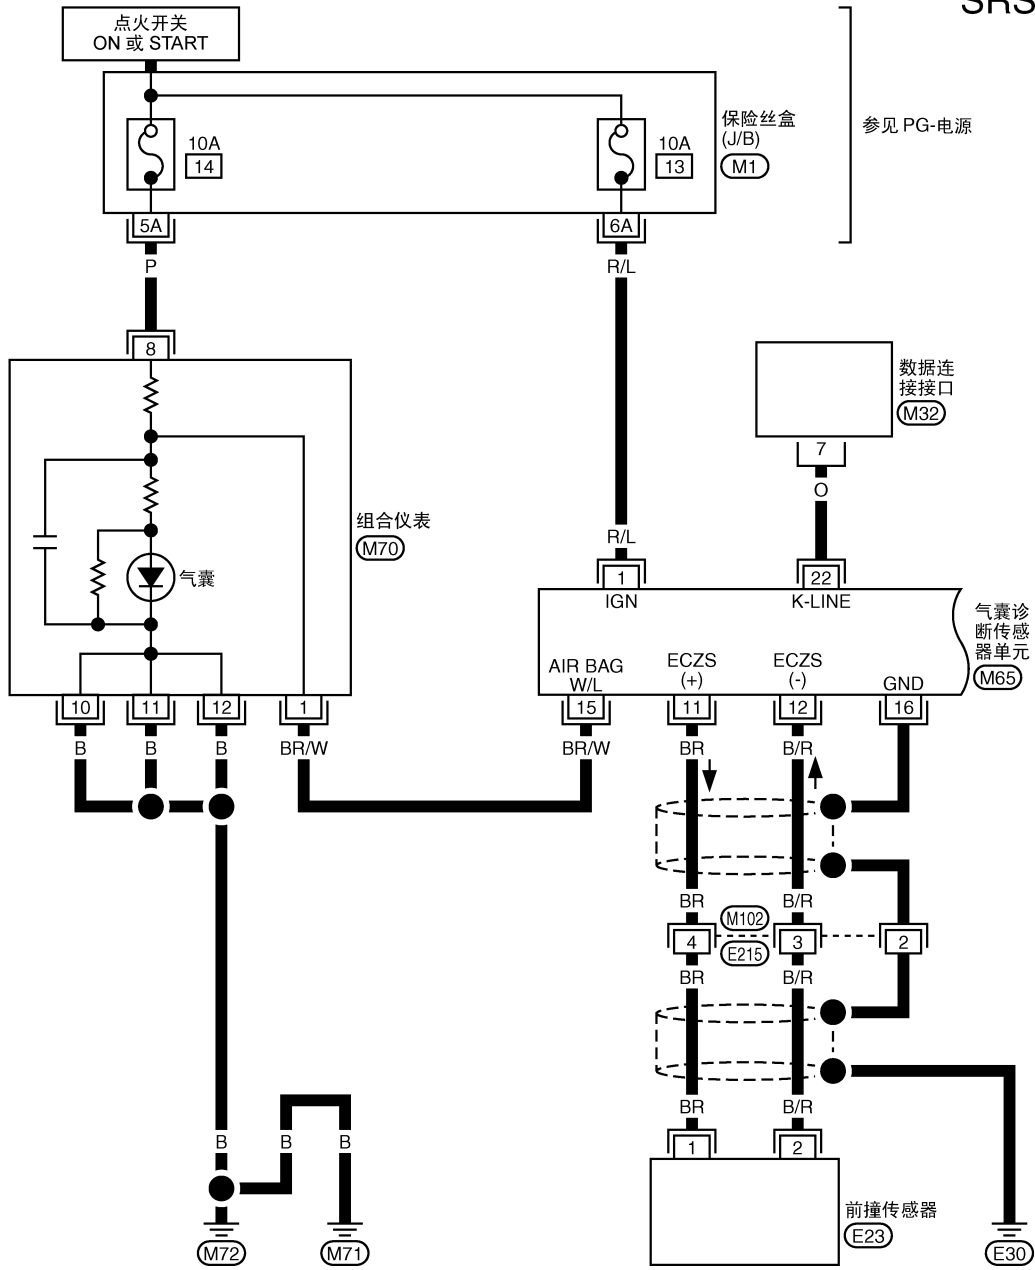 SRS
点火开关
ON 或 START
参见 PG-电源
保险丝盒
(J/B)
M1
10A
14
10A
13
5A
6A
P
R/L
8
数据连
接接口
M32
7
O
组合仪表
M70
气囊
R/L
1
22
IGN
K-LINE
气囊诊
断传感
器单元
M65
AIR BAG
W/L
ECZS
(+)
ECZS
(-)
GND
10
11
12
1
15
11
12
16
B
B
B
BR/W
BR/W
BR
B/R
BR
B/R
M102
4
3
2
E215
BR
B/R
BR
B/R
B
B
B
1
2
前撞传感器
E23
M72
M71
E30